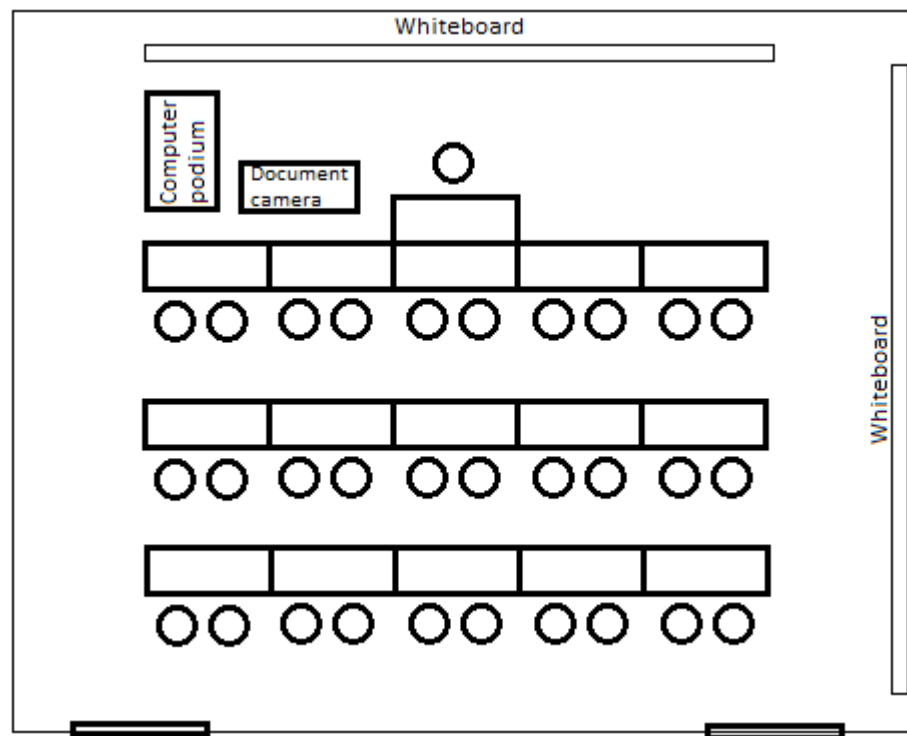 Whiteboard
Computer
podium
Document
camera
Whiteboard